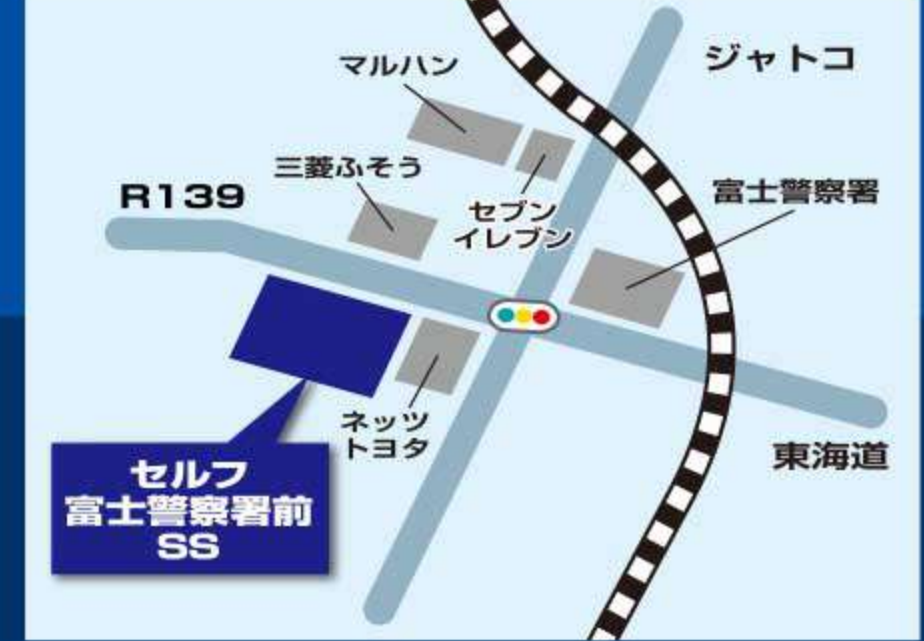 ジャトコ
マルハン
三菱ふそう
R139
セブン
イレブン
富士警察署
ネッツ
トヨタ
東海道
セルフ
富士警察署前
SS